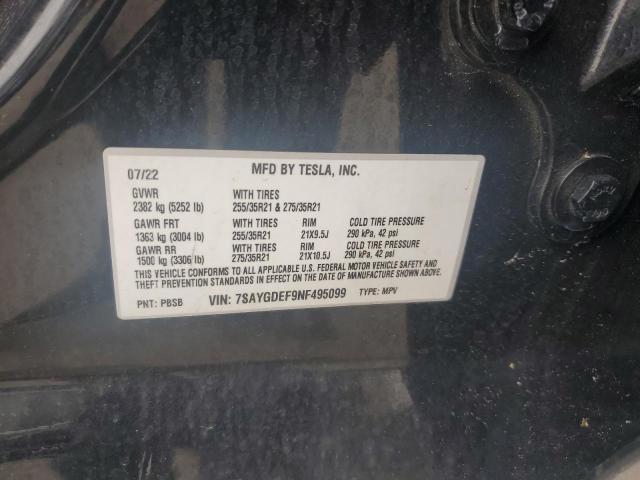 07/22 MFD BY TESLA, INC.
GVWR WITH TIRES
2382 kg (5252 lb) 255/35R21 & 275/35R21
GAWR FRT WITH TIRES RIM COLD TIRE PRESSURE
1363 kg (3004 lb) 255/35R21 21X9.5J 290 kPa, 42 psi
GAWR RR WITH TIRES RIM COLD TIRE PRESSURE
1500 kg (3306 lb) 275/35R21 21X10.5J 290 kPa, 42 psi
THIS VEHICLE CONFORMS TO ALL APPLICABLE U.S. FEDERAL MOTOR VEHICLE SAFETY AND
THEFT PREVENTION STANDARDS IN EFFECT ON THE DATE OF MANUFACTURE SHOWN ABOVE.
PNT: PBSB VIN: 7SAYGDEF9NF495099 TYPE: MPV